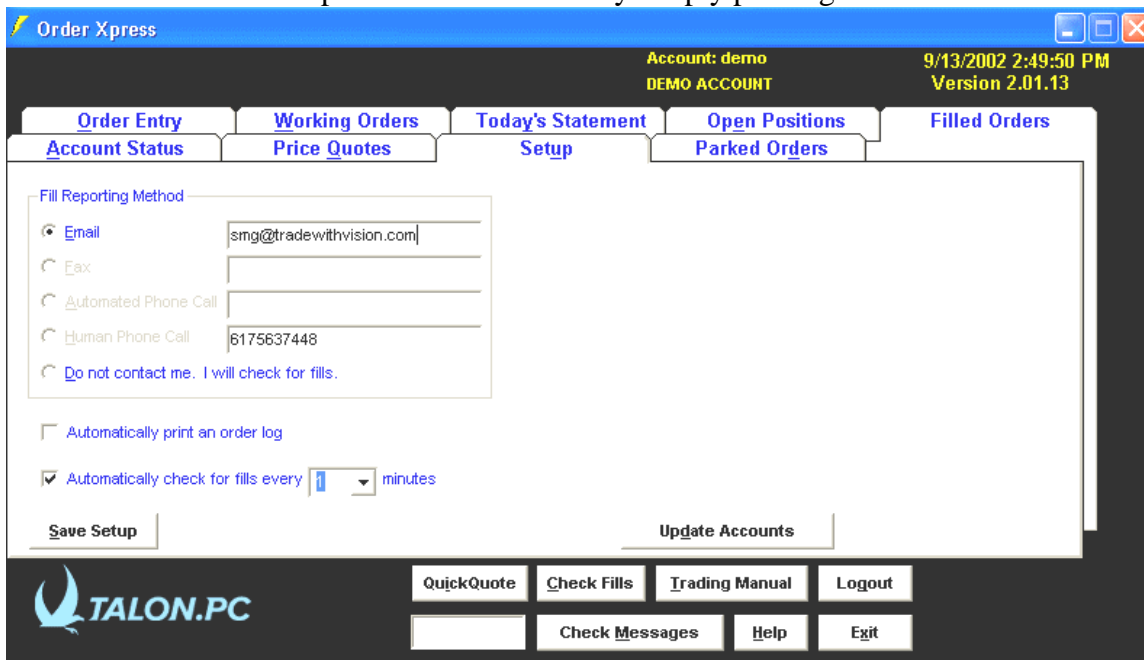 Order Xpress
Account: demo
9/13/2002 2:49:50 PM
DEMO ACCOUNT
Version 2.01.13
Order Entry
Working Orders
Today's Statement
Open Positions
Filled Orders
Account Status
Price Quotes
Setup
Parked Orders
Fill Reporting Method
Email
smg@tradewithvision.com
Fax
Automated Phone Call
Human Phone Call
6175637448
Do not contact me. I will check for fills.
Automatically print an order log
Automatically check for fills every 1 minutes
Save Setup
Update Accounts
TALON.PC
QuickQuote
Check Fills
Trading Manual
Logout
Check Messages
Help
Exit